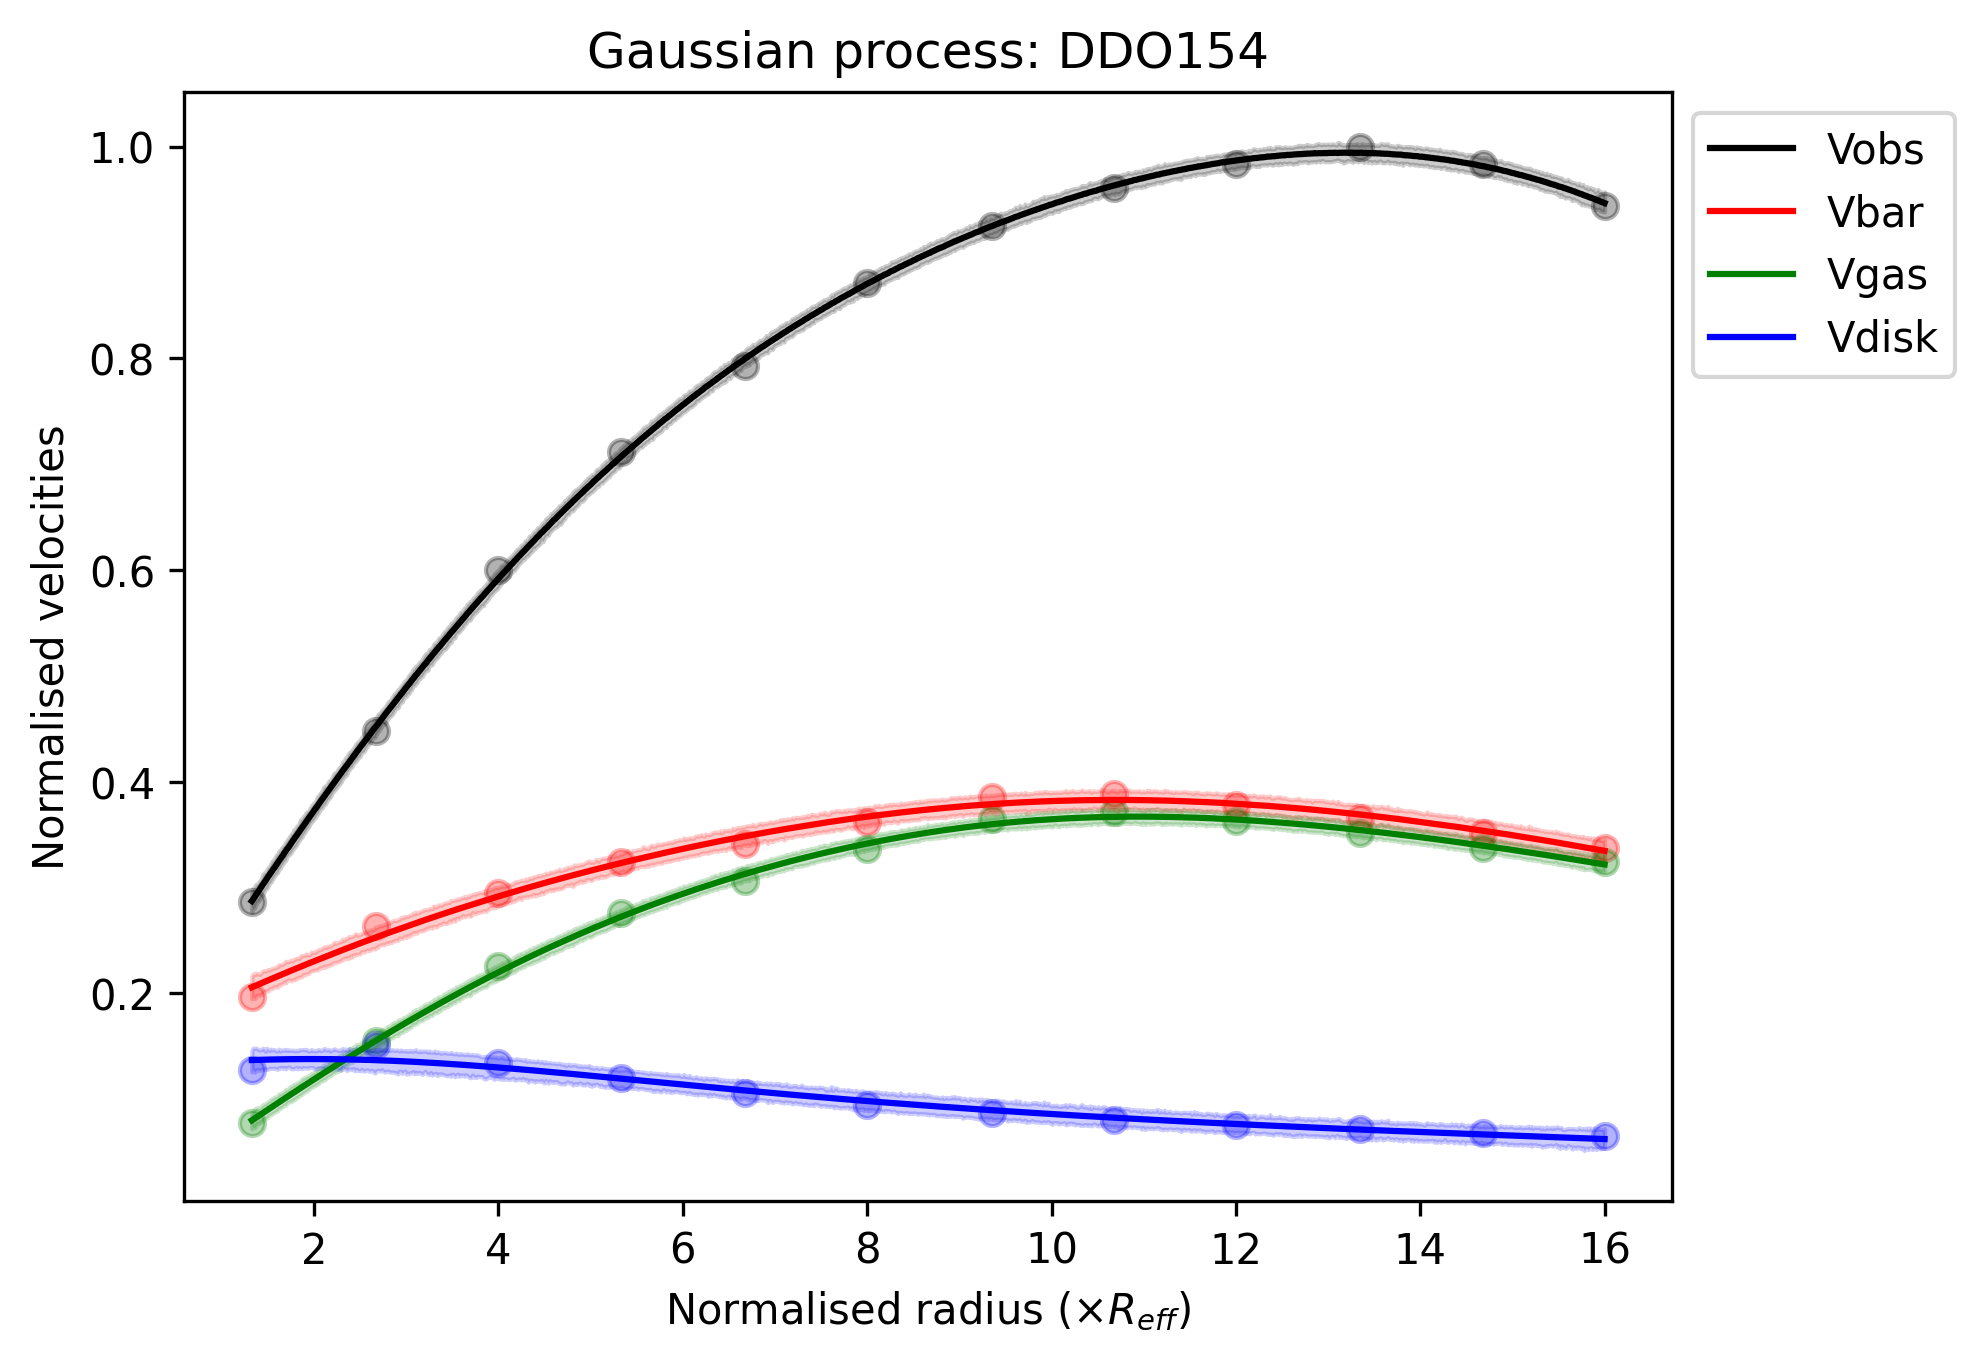 Gaussian process: DDO154
Normalised velocities
1.0
0.8
0.6
0.4
0.2
2 4 6 8 10 12 14 16
Normalised radius (×R_eff)
Vobs
Vbar
Vgas
Vdisk